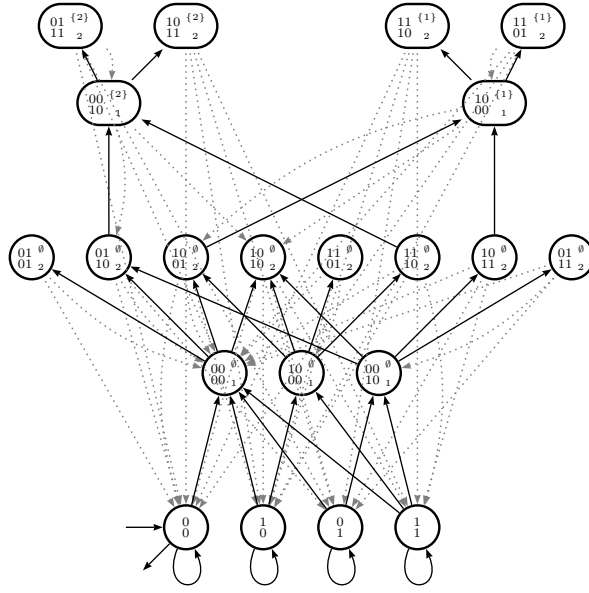 01 {2} 10 {2} 11 {1} 11 {1}
11 2 11 2 10 2 01 2
00 {2} 10 {1}
10 1 00 1
01 ∅ 01 ∅ 10 ∅ 10 ∅ 11 ∅ 11 ∅ 10 ∅ 01 ∅
01 2 10 2 01 2 10 2 01 2 10 2 11 2 11 2
00 ∅ 10 ∅ 00 ∅
00 1 00 1 10 1
0 1 0 1
0 0 1 1